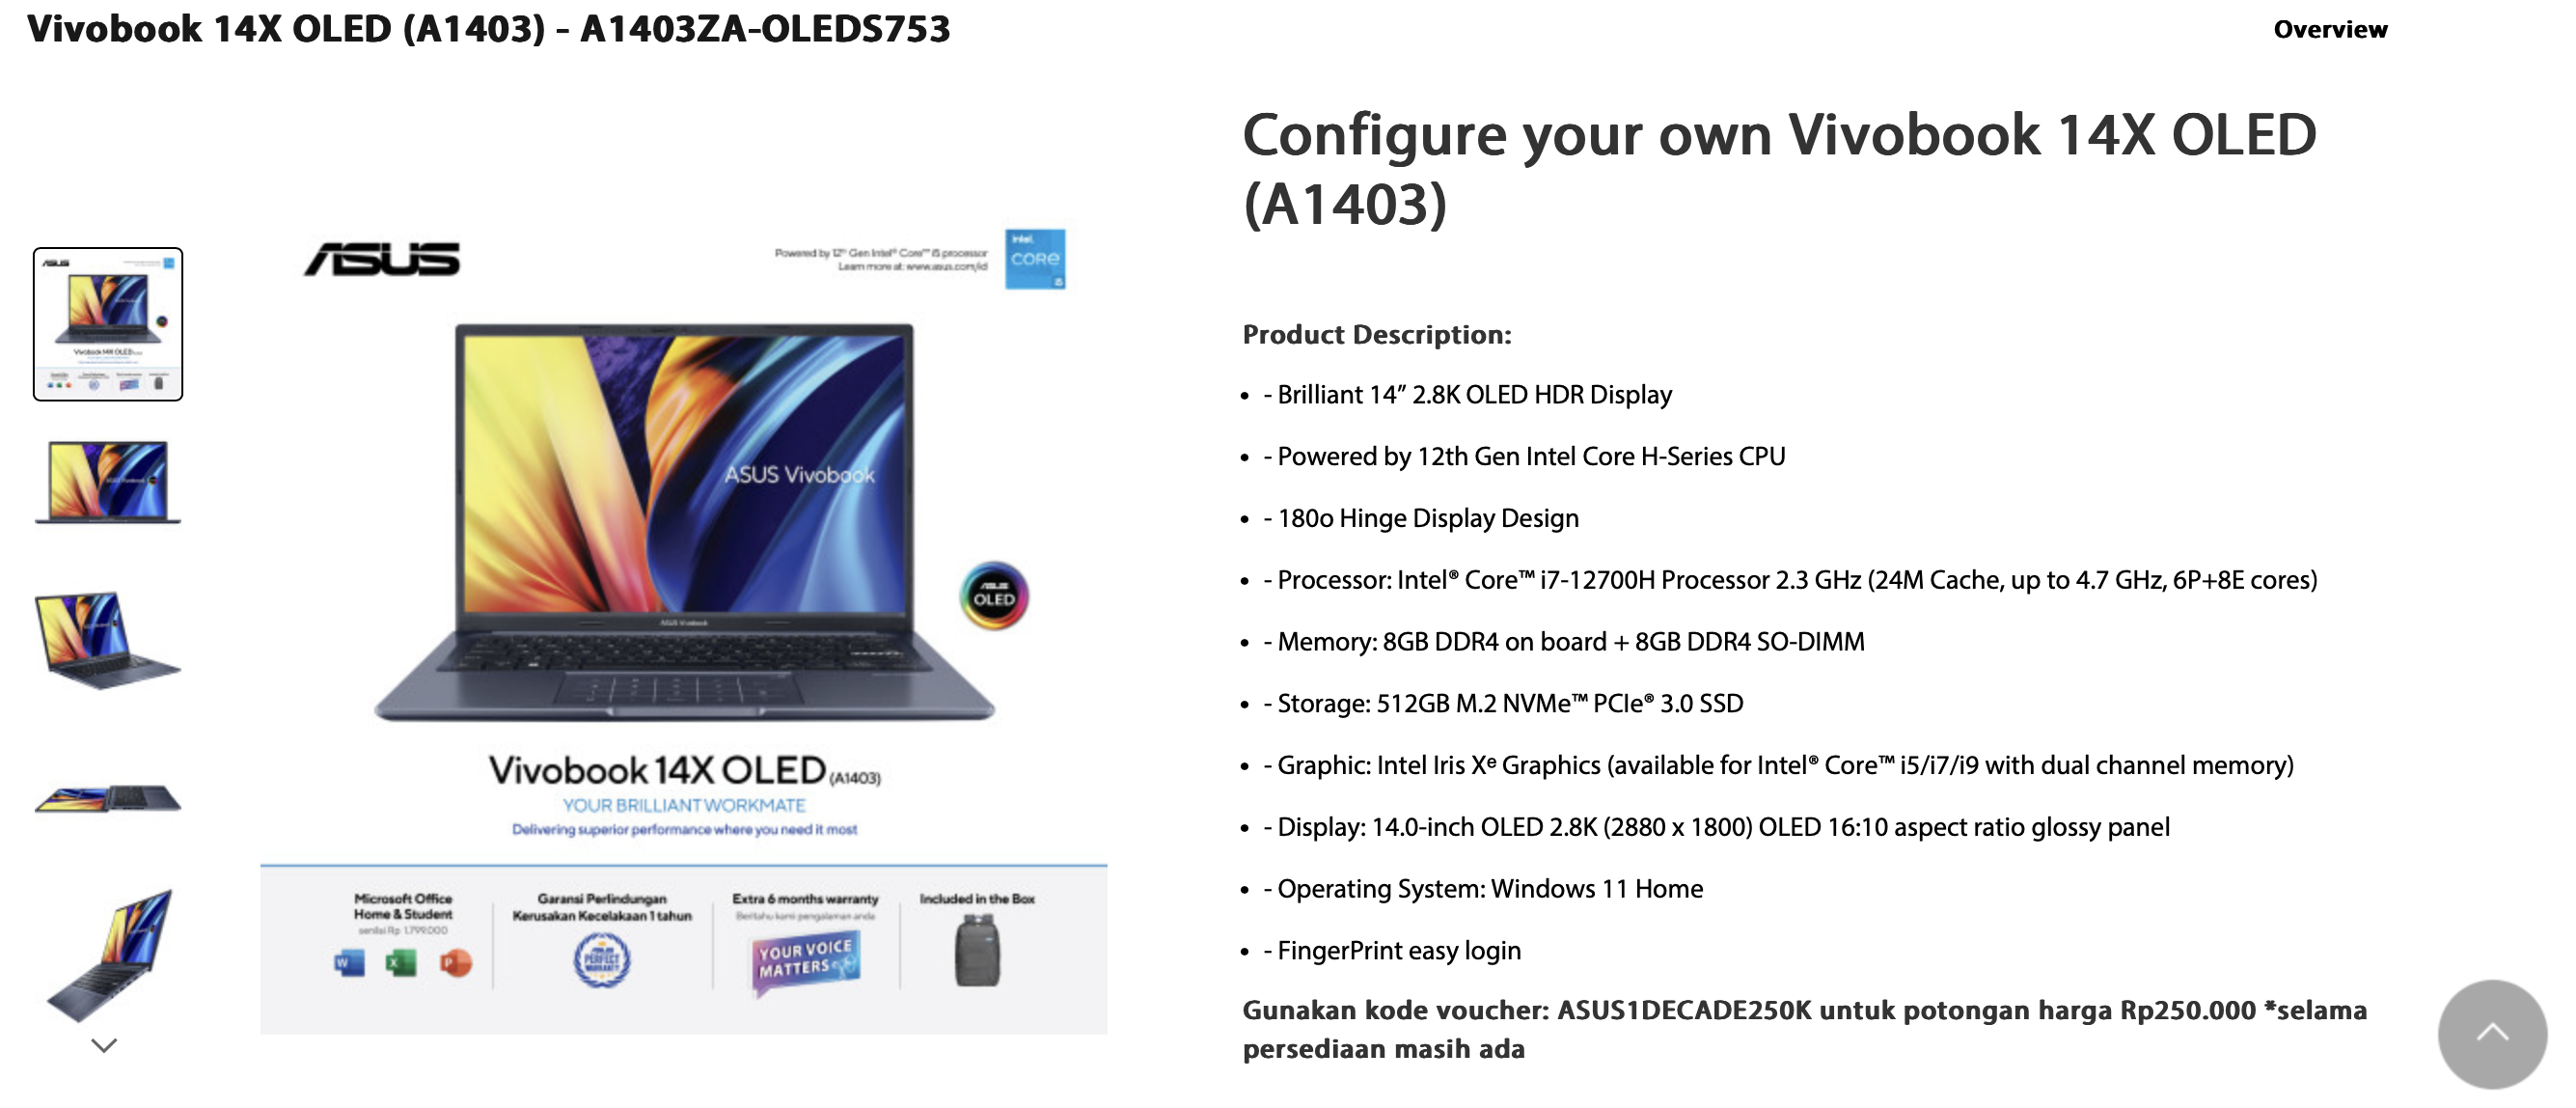 Vivobook 14X OLED (A1403) - A1403ZA-OLEDS753
Overview
ASUS
Powered by 12th Gen Intel® Core™ i5 processor
Learn more at: www.asus.com/id
intel.
CORE
i5
ASUS Vivobook
ASUS Vivobook
ASUS
OLED
Vivobook 14X OLED (A1403)
YOUR BRILLIANT WORKMATE
Delivering superior performance where you need it most
Microsoft Office
Home & Student
senilai Rp. 1.799.000
W X P
Garansi Perlindungan
Kerusakan Kecelakaan 1 tahun
PERFECT
WARRANTY
Extra 6 months warranty
Beritahu kami pengalaman anda
YOUR VOICE
MATTERS
Included in the Box
Configure your own Vivobook 14X OLED
(A1403)
Product Description:
• - Brilliant 14” 2.8K OLED HDR Display
• - Powered by 12th Gen Intel Core H-Series CPU
• - 180o Hinge Display Design
• - Processor: Intel® Core™ i7-12700H Processor 2.3 GHz (24M Cache, up to 4.7 GHz, 6P+8E cores)
• - Memory: 8GB DDR4 on board + 8GB DDR4 SO-DIMM
• - Storage: 512GB M.2 NVMe™ PCIe® 3.0 SSD
• - Graphic: Intel Iris Xᵉ Graphics (available for Intel® Core™ i5/i7/i9 with dual channel memory)
• - Display: 14.0-inch OLED 2.8K (2880 x 1800) OLED 16:10 aspect ratio glossy panel
• - Operating System: Windows 11 Home
• - FingerPrint easy login
Gunakan kode voucher: ASUS1DECADE250K untuk potongan harga Rp250.000 *selama
persediaan masih ada